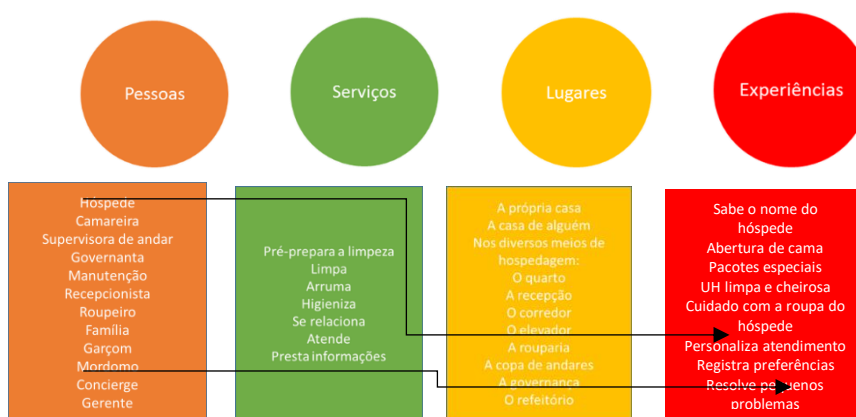 Pessoas
Serviços
Lugares
Experiências
Hóspede
Camareira
Supervisora de andar
Governanta
Manutenção
Recepcionista
Roupeiro
Família
Garçom
Mordomo
Concierge
Gerente
Pré-prepara a limpeza
Limpa
Arruma
Higieniza
Se relaciona
Atende
Presta informações
A própria casa
A casa de alguém
Nos diversos meios de
hospedagem:
O quarto
A recepção
O corredor
O elevador
A rouparia
A copa de andares
A governança
O refeitório
Sabe o nome do
hóspede
Abertura de cama
Pacotes especiais
UH limpa e cheirosa
Cuidado com a roupa do
hóspede
Personaliza atendimento
Registra preferências
Resolve pequenos
problemas